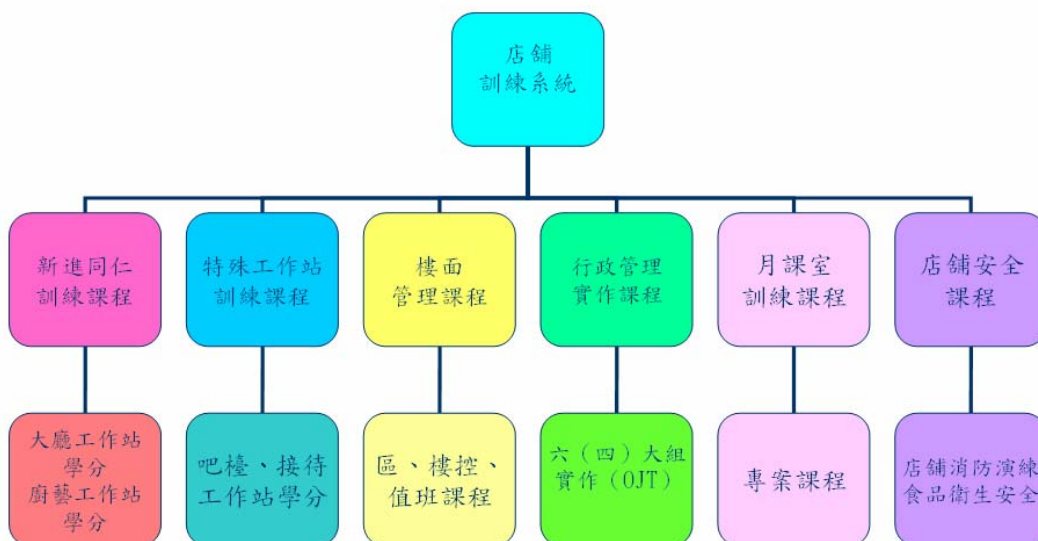 店舖
訓練系統
新進同仁
訓練課程
特殊工作站
訓練課程
樓面
管理課程
行政管理
實作課程
月課室
訓練課程
店舖安全
課程
大廳工作站
學分
廚藝工作站
學分
吧檯、接待
工作站學分
區、樓控、
值班課程
六（四）大組
實作（OJT）
專案課程
店舖消防演練
食品衛生安全